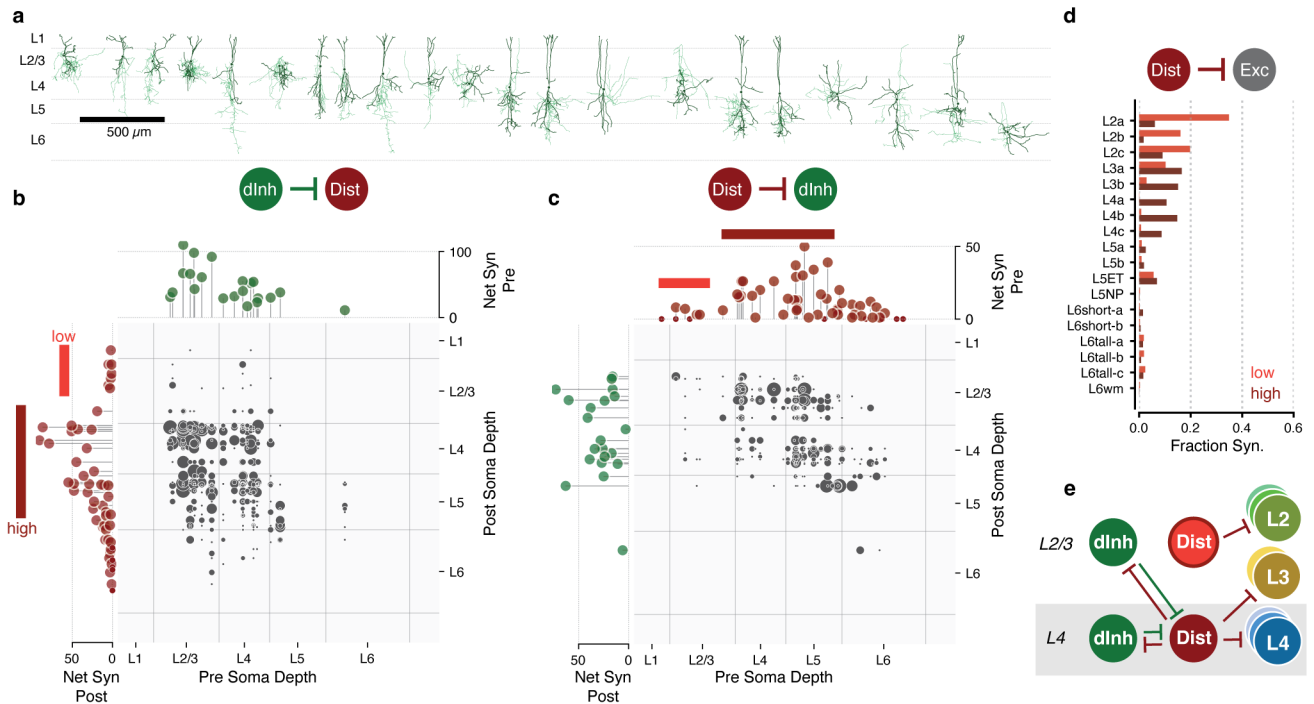 a
L1
L2/3
L4
L5
L6
500 µm
b
dInh
Dist
100
0
Net Syn
Pre
low
high
L1
L2/3
L4
L5
L6
Post Soma Depth
50
0
Net Syn
Post
L1
L2/3
L4
L5
L6
Pre Soma Depth
c
Dist
dInh
50
0
Net Syn
Pre
L1
L2/3
L4
L5
L6
Post Soma Depth
50
0
Net Syn
Post
L1
L2/3
L4
L5
L6
Pre Soma Depth
d
Dist
Exc
L2a
L2b
L2c
L3a
L3b
L4a
L4b
L4c
L5a
L5b
L5ET
L5NP
L6short-a
L6short-b
L6tall-a
L6tall-b
L6tall-c
L6wm
low
high
0.0
0.2
0.4
0.6
Fraction Syn.
e
L2/3
dInh
Dist
L2
L3
L4
dInh
Dist
L4